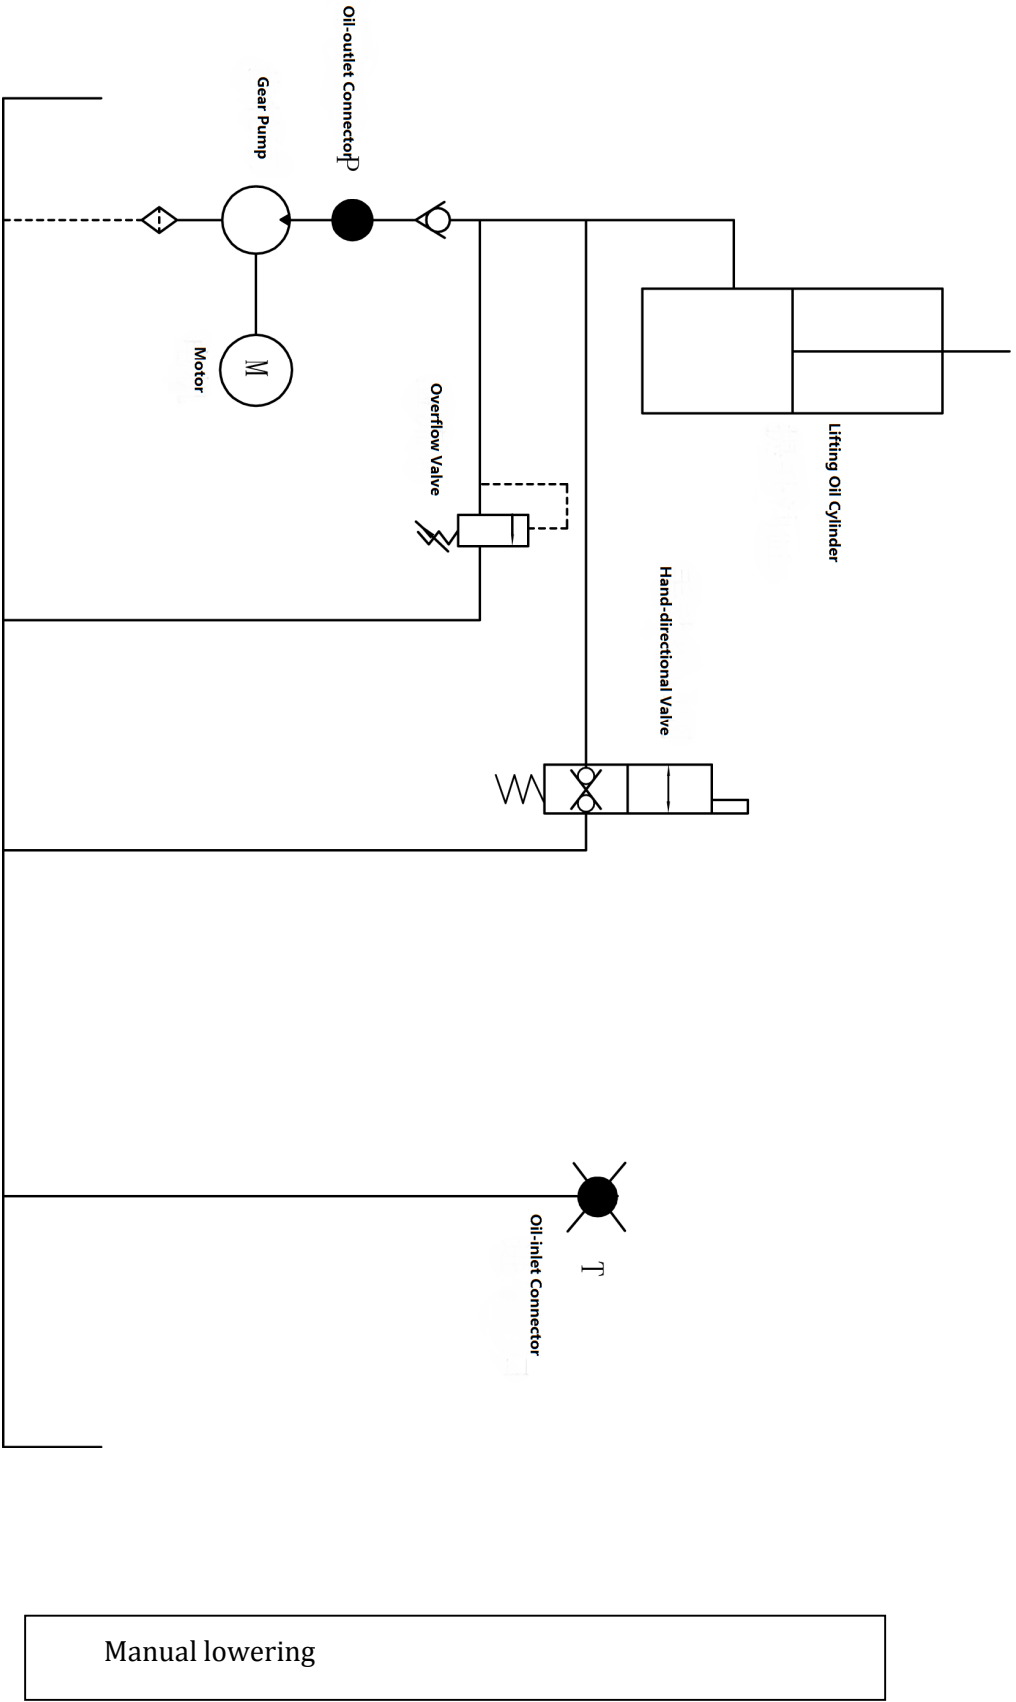 Oil-outlet Connector
P
Gear Pump
Motor
M
Overflow Valve
Lifting Oil Cylinder
Hand-directional Valve
Oil-inlet Connector
T
Manual lowering